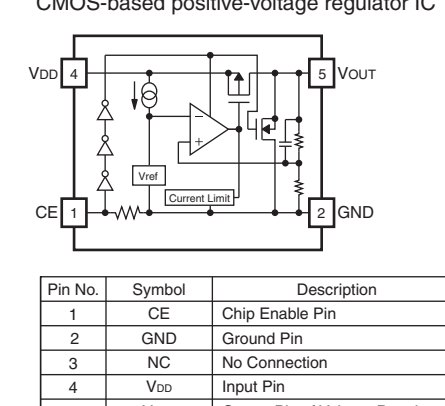 CMOS-based positive-voltage regulator IC
VDD 4
5 VOUT
Vref
Current Limit
CE 1
2 GND
Pin No. Symbol Description
1 CE Chip Enable Pin
2 GND Ground Pin
3 NC No Connection
4 VDD Input Pin